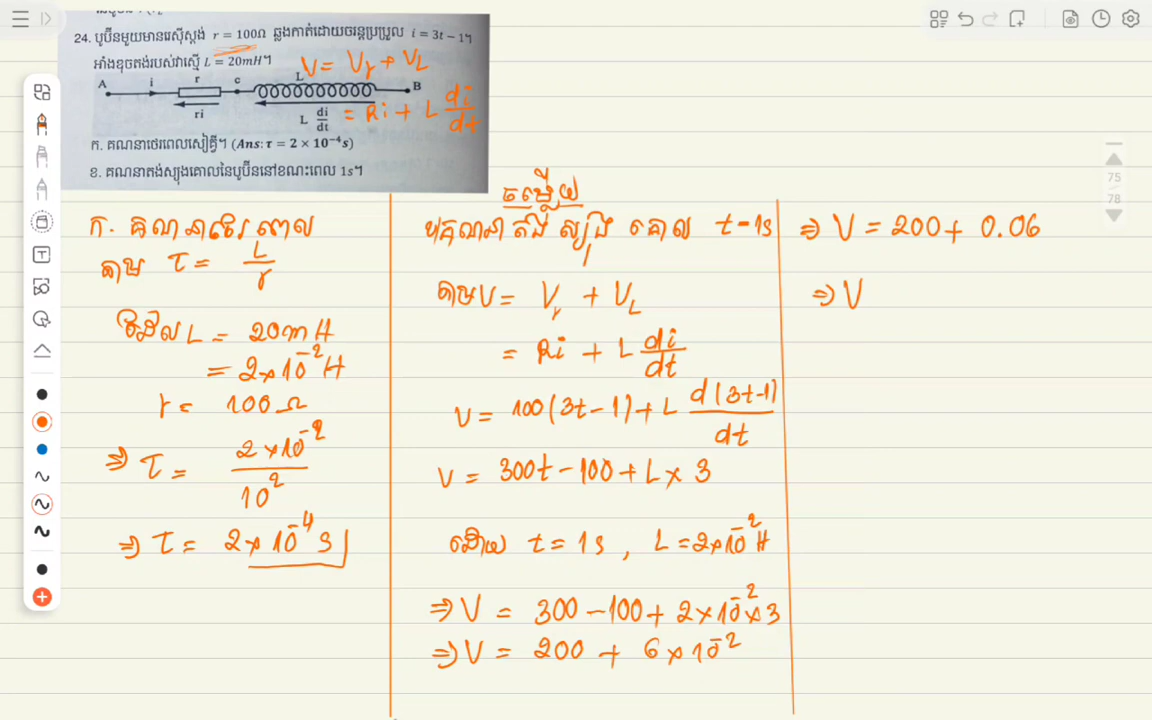 24. បូប៊ីនមួយមានរេស៊ីស្តង់ r = 100Ω ឆ្លងកាត់ដោយចរន្តប្រប្រួល i = 3t − 1។
អាំងឌុចតង់របស់វាស្មើ L = 20mH។
V = Vr + VL
A i r c L B
ri L di/dt
= Ri + L di/dt
ក. គណនាថេរពេលសៀគ្វី។ (Ans: τ = 2 × 10⁻⁴s)
ខ. គណនាតង់ស្យុងគោលនៃបូប៊ីននៅខណៈពេល 1s។
ចម្លើយ
ក. គណនាថេរពេល
តាម τ = L/r
ដែល L = 20mH
= 2×10⁻²H
r = 100Ω
⇒ τ = 2×10⁻²/10²
⇒ τ = 2×10⁻⁴s
គណនាតង់ស្យុងគោល t = 1s
តាម V = Vr + VL
= Ri + L di/dt
V = 100(3t − 1) + L d(3t−1)/dt
V = 300t − 100 + L × 3
ដោយ t = 1s , L = 2×10⁻²H
⇒ V = 300 − 100 + 2×10⁻²×3
⇒ V = 200 + 6×10⁻²
⇒ V = 200 + 0.06
⇒ V
75
78